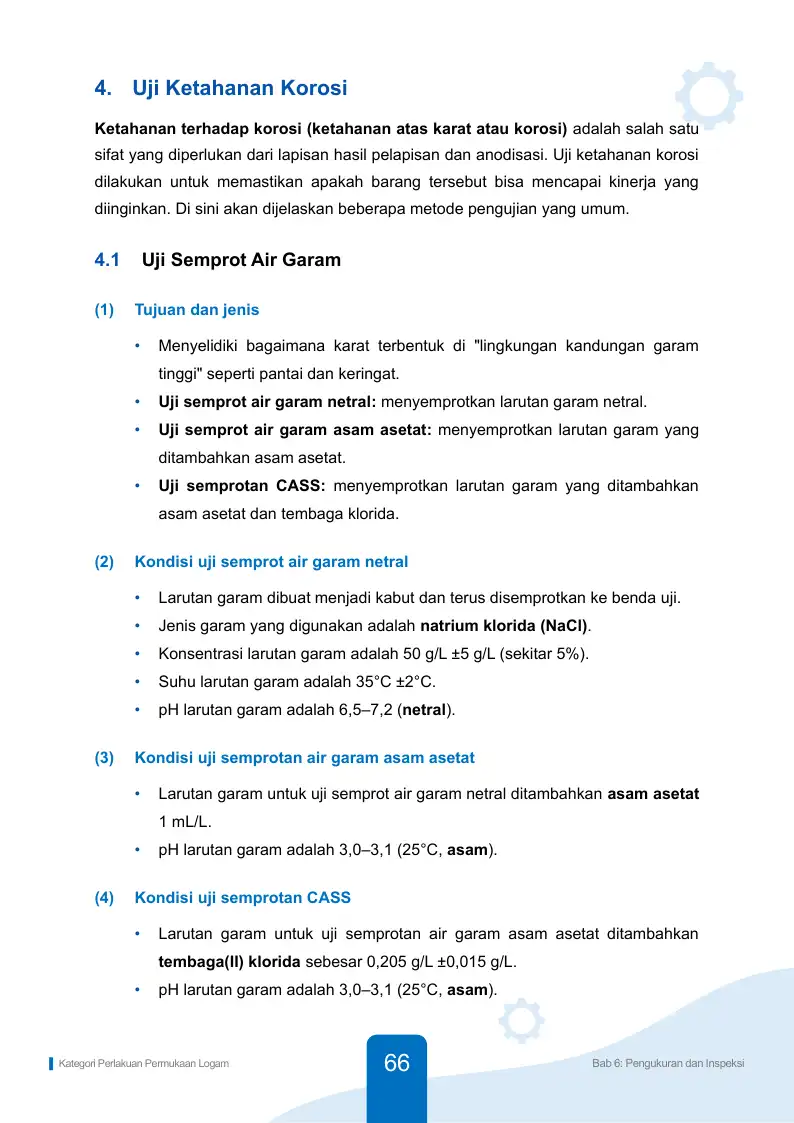 4. Uji Ketahanan Korosi
Ketahanan terhadap korosi (ketahanan atas karat atau korosi) adalah salah satu
sifat yang diperlukan dari lapisan hasil pelapisan dan anodisasi. Uji ketahanan korosi
dilakukan untuk memastikan apakah barang tersebut bisa mencapai kinerja yang
diinginkan. Di sini akan dijelaskan beberapa metode pengujian yang umum.
4.1 Uji Semprot Air Garam
(1) Tujuan dan jenis
• Menyelidiki bagaimana karat terbentuk di "lingkungan kandungan garam
tinggi" seperti pantai dan keringat.
• Uji semprot air garam netral: menyemprotkan larutan garam netral.
• Uji semprot air garam asam asetat: menyemprotkan larutan garam yang
ditambahkan asam asetat.
• Uji semprotan CASS: menyemprotkan larutan garam yang ditambahkan
asam asetat dan tembaga klorida.
(2) Kondisi uji semprot air garam netral
• Larutan garam dibuat menjadi kabut dan terus disemprotkan ke benda uji.
• Jenis garam yang digunakan adalah natrium klorida (NaCl).
• Konsentrasi larutan garam adalah 50 g/L ±5 g/L (sekitar 5%).
• Suhu larutan garam adalah 35°C ±2°C.
• pH larutan garam adalah 6,5–7,2 (netral).
(3) Kondisi uji semprotan air garam asam asetat
• Larutan garam untuk uji semprot air garam netral ditambahkan asam asetat
1 mL/L.
• pH larutan garam adalah 3,0–3,1 (25°C, asam).
(4) Kondisi uji semprotan CASS
• Larutan garam untuk uji semprotan air garam asam asetat ditambahkan
tembaga(II) klorida sebesar 0,205 g/L ±0,015 g/L.
• pH larutan garam adalah 3,0–3,1 (25°C, asam).
Kategori Perlakuan Permukaan Logam
66
Bab 6: Pengukuran dan Inspeksi